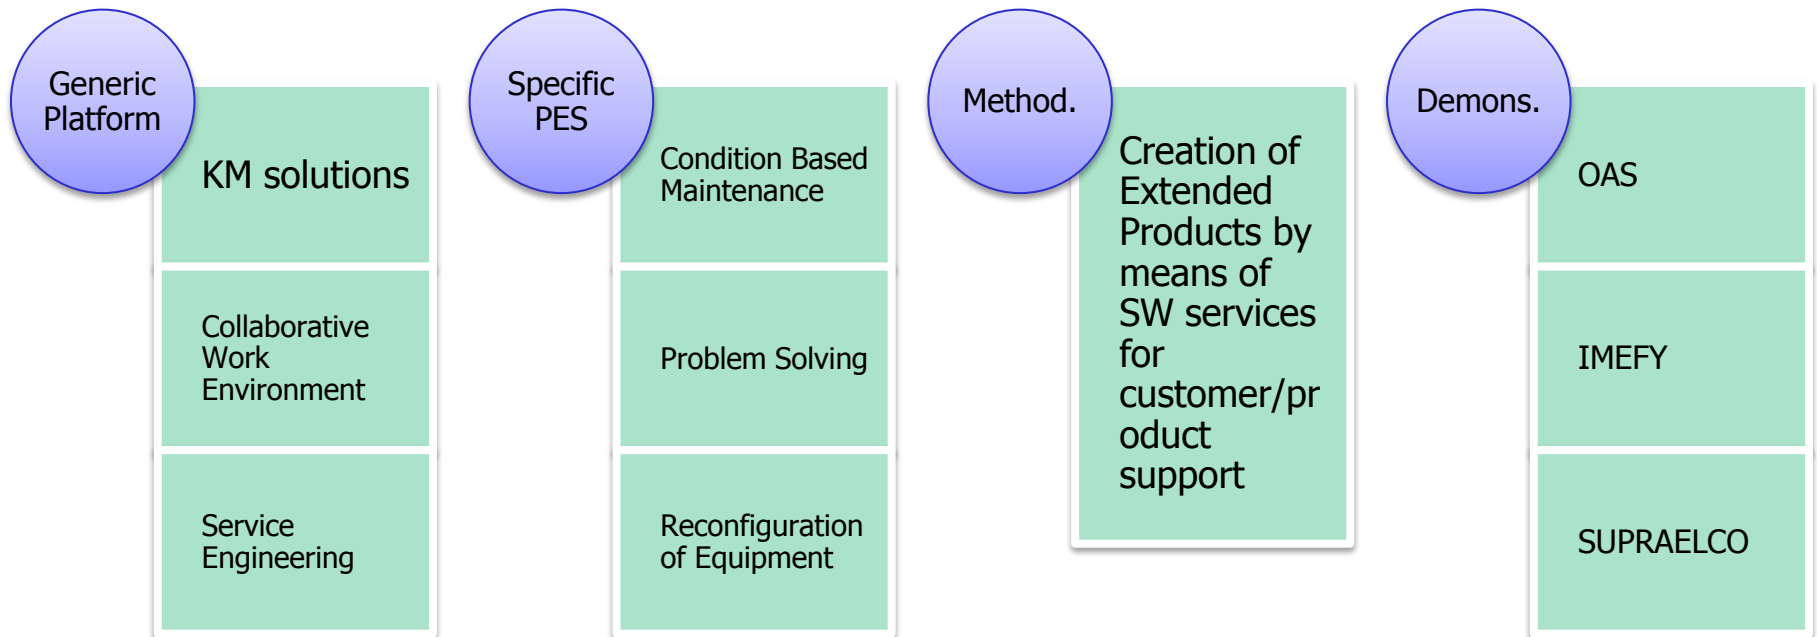 Generic
Platform
KM solutions
Collaborative
Work
Environment
Service
Engineering
Specific
PES
Condition Based
Maintenance
Problem Solving
Reconfiguration
of Equipment
Method.
Creation of
Extended
Products by
means of
SW services
for
customer/pr
oduct
support
Demons.
OAS
IMEFY
SUPRAELCO